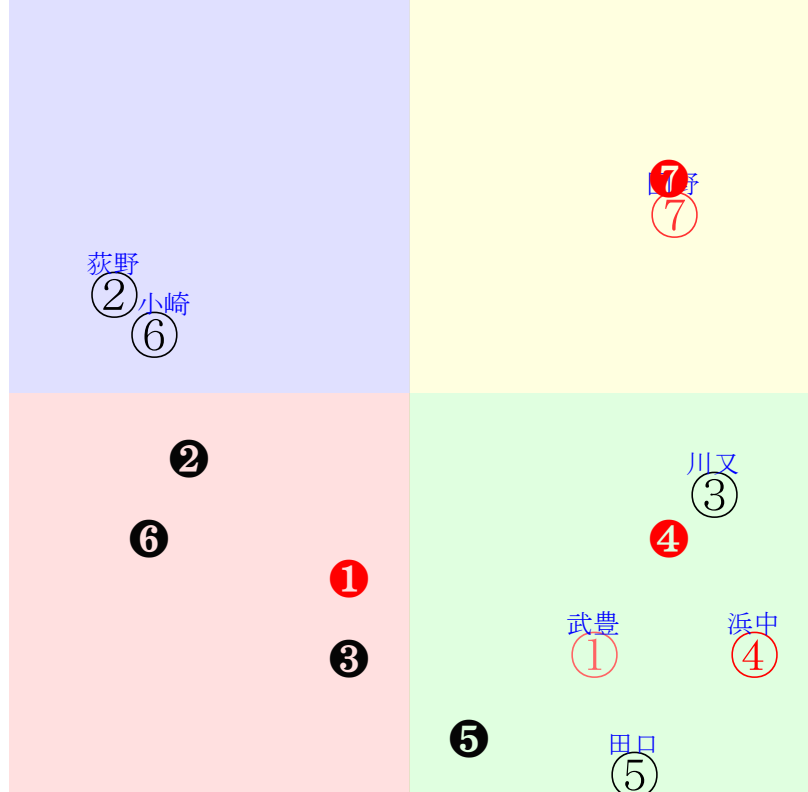 ❼
⑦
荻野
②
小崎
⑥
❷
川又
③
❻
❹
❶
武豊
①
浜中
④
❸
❺
田口
⑤